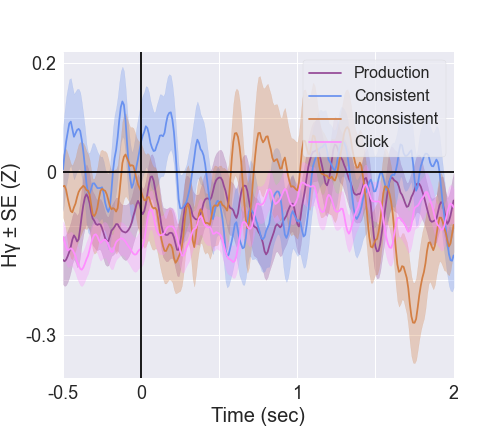 0.2
0
-0.3
Hγ ± SE (Z)
Production
Consistent
Inconsistent
Click
-0.5
0
1
2
Time (sec)